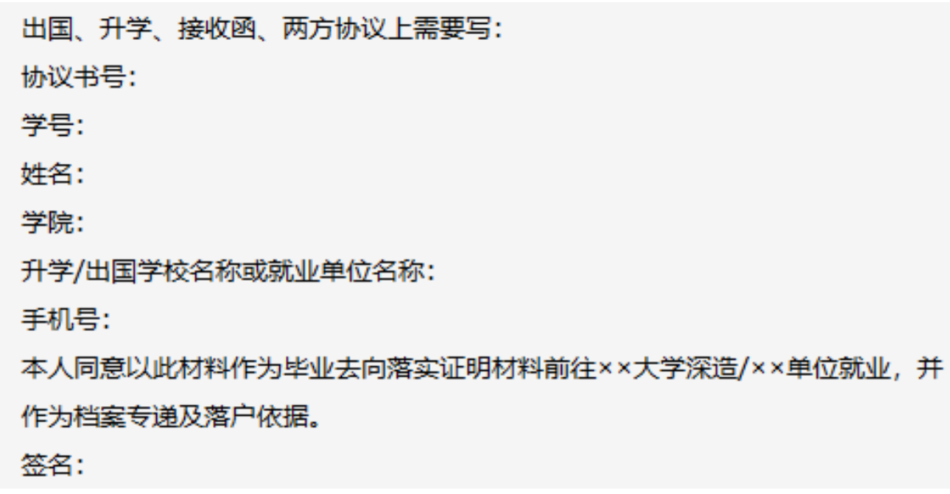 出国、升学、接收函、两方协议上需要写：
协议书号：
学号：
姓名：
学院：
升学/出国学校名称或就业单位名称：
手机号：
本人同意以此材料作为毕业去向落实证明材料前往××大学深造/××单位就业，并
作为档案专递及落户依据。
签名：